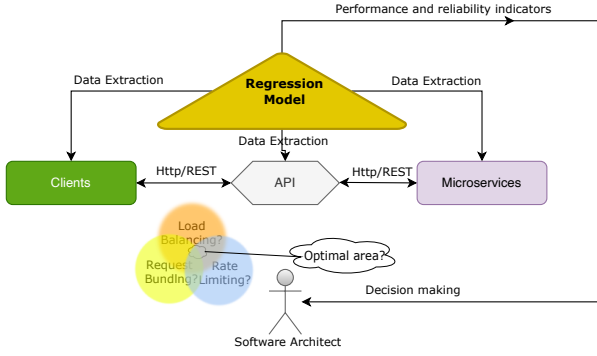 Performance and reliability indicators
Data Extraction
Regression
Model
Data Extraction
Data Extraction
Clients
Http/REST
API
Http/REST
Microservices
Load
Balancing?
Request
Bundling?
Rate
Limiting?
Optimal area?
Decision making
Software Architect